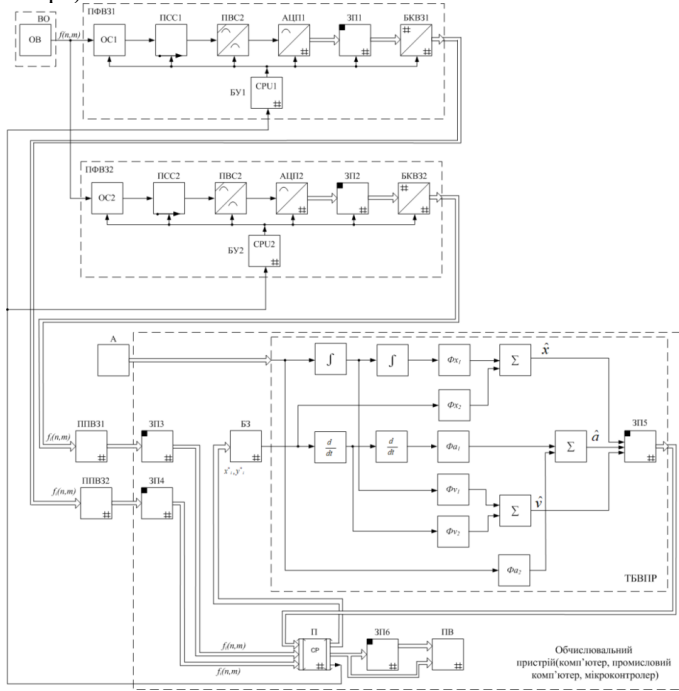 ВО
ОВ
f(n,m)
ПФВЗ1
ОС1
ПСС1
ПВС2
АЦП1
ЗП1
БКВЗ1
#
#
#
#
БУ1
CPU1
#
ПФВЗ2
ОС2
ПСС2
ПВС2
АЦП2
ЗП2
БКВЗ2
#
#
#
#
БУ2
CPU2
#
А
∫
∫
Фx₁
Σ
x̂
Фx₂
ППВЗ1
ЗП3
БЗ
d/dt
d/dt
Фa₁
Σ
â
ЗП5
f₁(n,m)
#
#
#
#
ППВЗ2
ЗП4
Фv₁
Σ
v̂
f₂(n,m)
#
#
Фv₂
Фa₂
ТБВПР
П
CP
#
ЗП6
#
ПВ
#
Обчислювальний
пристрій(комп'ютер, промисловий
комп'ютер, мікроконтролер)